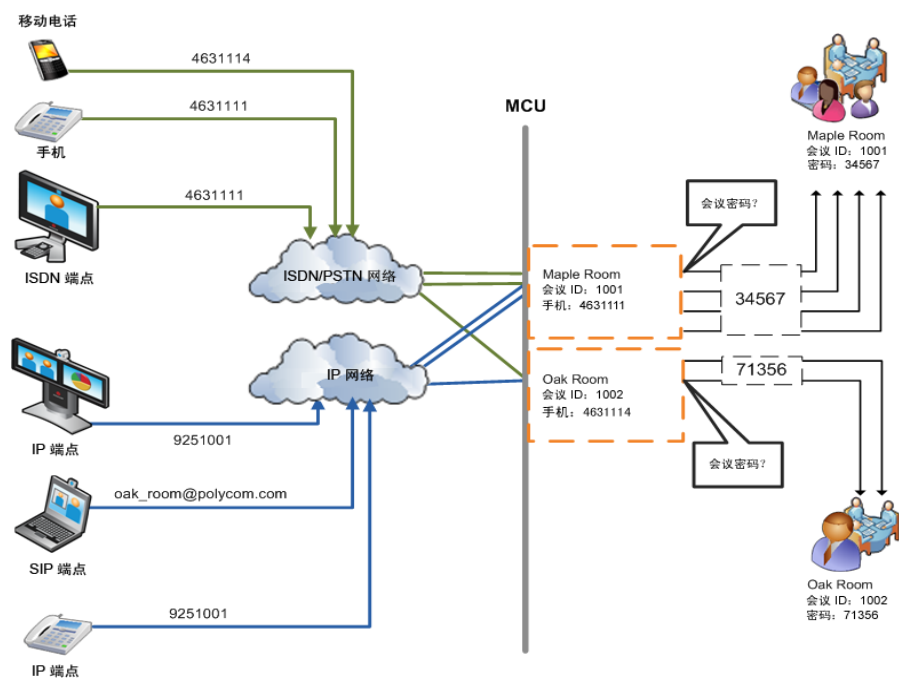 移动电话
4631114
4631111
手机
4631111
ISDN 端点
ISDN/PSTN 网络
IP 网络
IP 端点
9251001
oak_room@polycom.com
SIP 端点
9251001
IP 端点
MCU
Maple Room
会议 ID：1001
手机：4631111
Oak Room
会议 ID：1002
手机：4631114
会议密码？
34567
71356
会议密码？
Maple Room
会议 ID：1001
密码：34567
Oak Room
会议 ID：1002
密码：71356